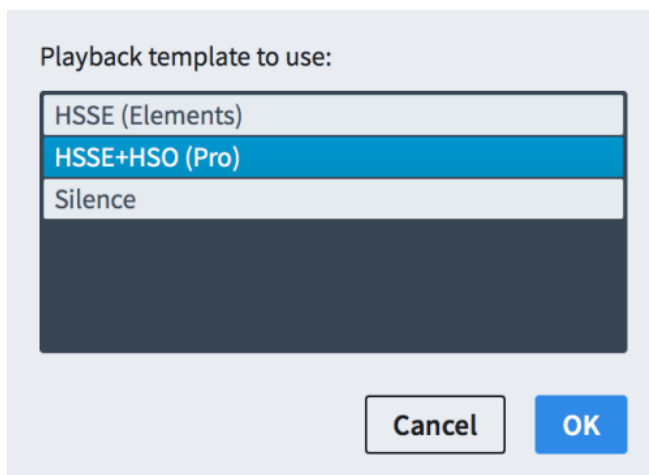 Playback template to use:
HSSE (Elements)
HSSE+HSO (Pro)
Silence
Cancel OK